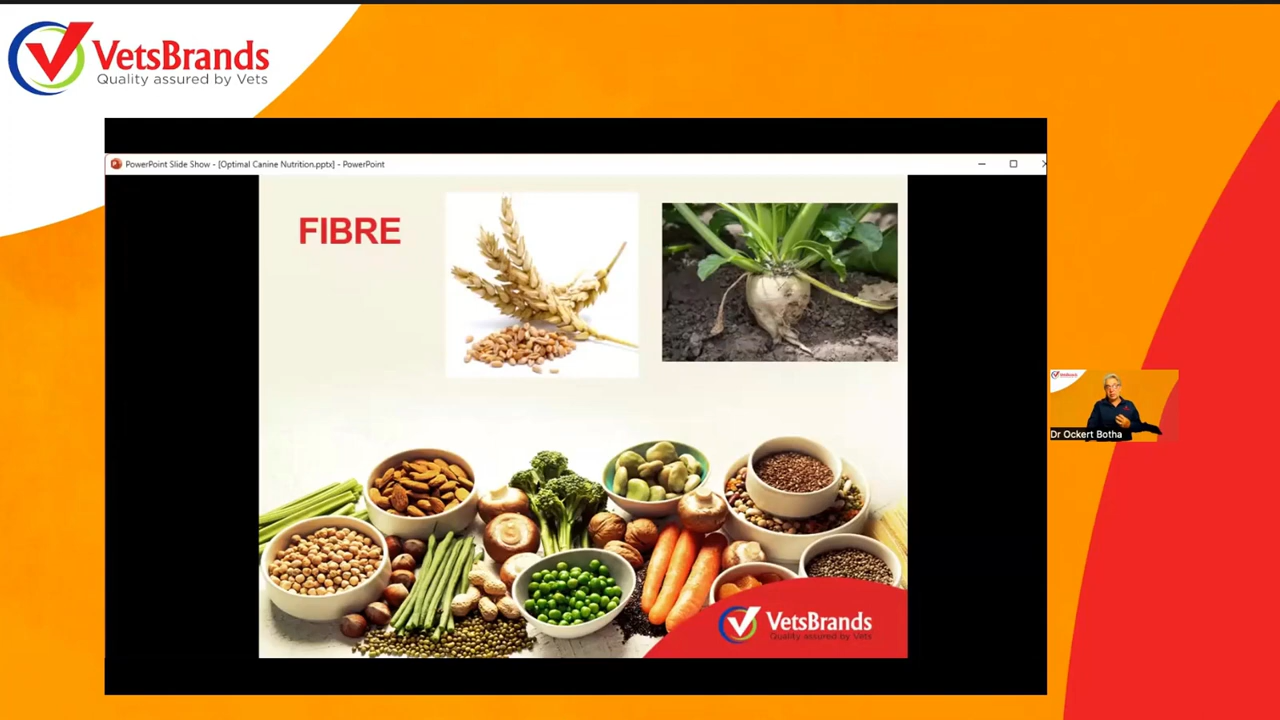 VetsBrands
Quality assured by Vets
PowerPoint Slide Show - [Optimal Canine Nutrition.pptx] - PowerPoint
FIBRE
Dr Ockert Botha
VetsBrands
Quality assured by Vets